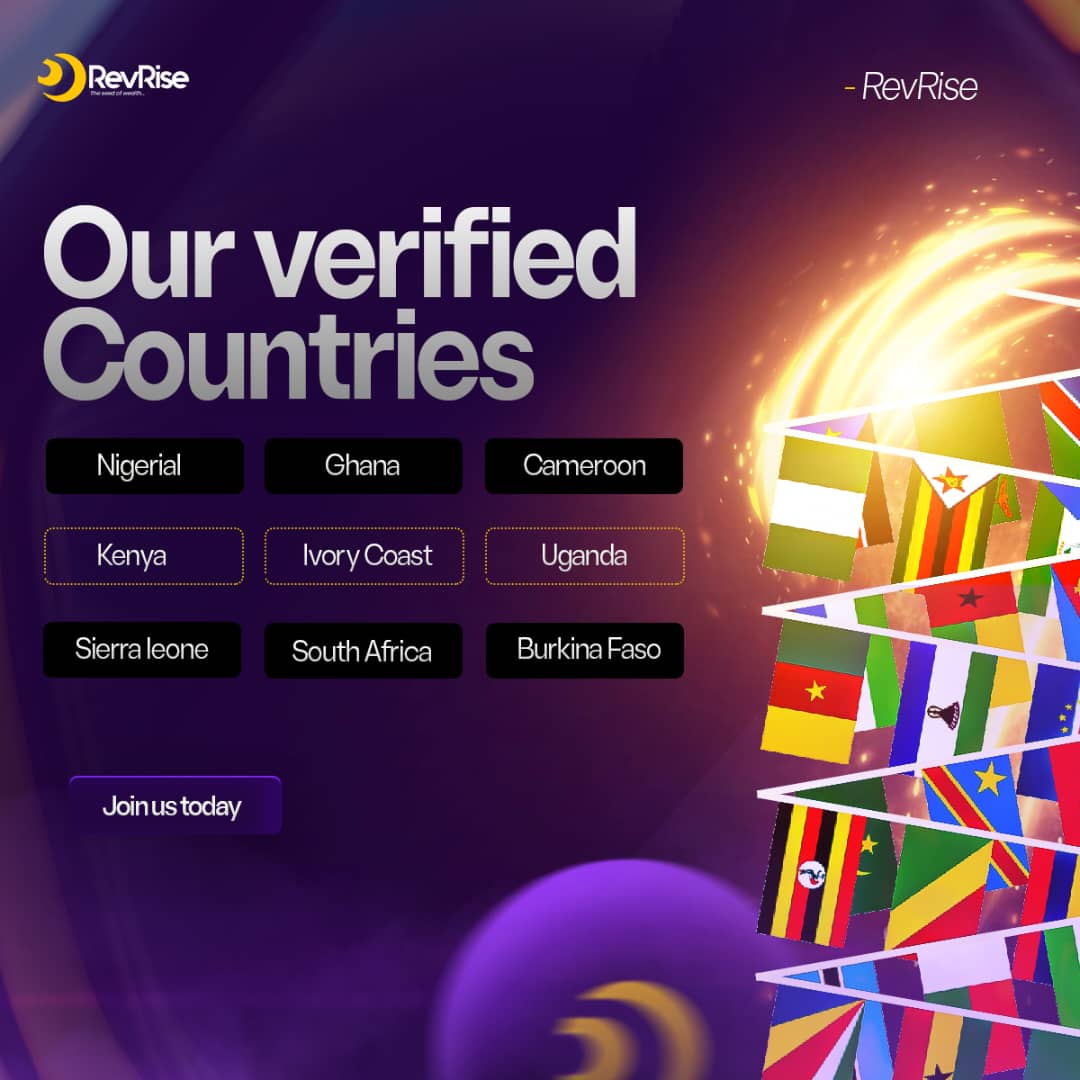 RevRise
The seed of wealth...
- RevRise
Our verified
Countries
Nigerial
Ghana
Cameroon
Kenya
Ivory Coast
Uganda
Sierra leone
South Africa
Burkina Faso
Join us today